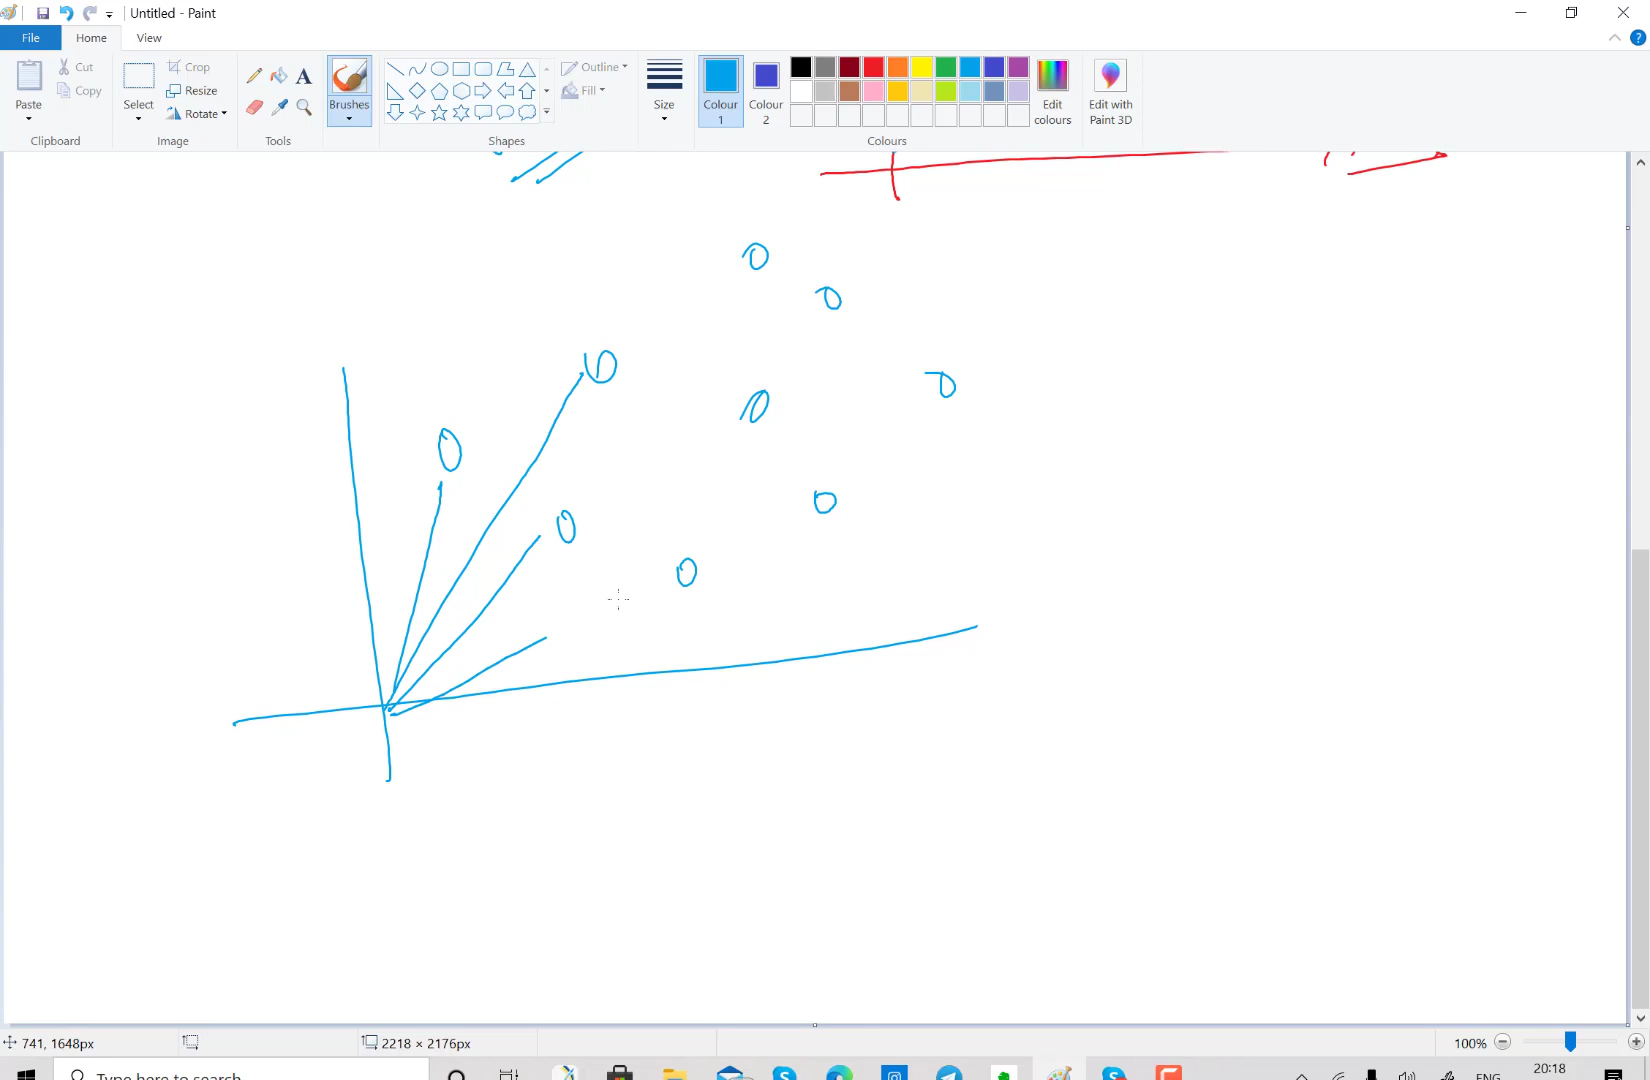 Untitled - Paint
File Home View
Paste
Cut
Copy
Clipboard
Select
Crop
Resize
Rotate
Image
A
Tools
Brushes
Shapes
Outline
Fill
Size
Colour 1
Colour 2
Edit colours
Edit with Paint 3D
Colours
741, 1648px
2218 × 2176px
100%
Type here to search
ENG
20:18